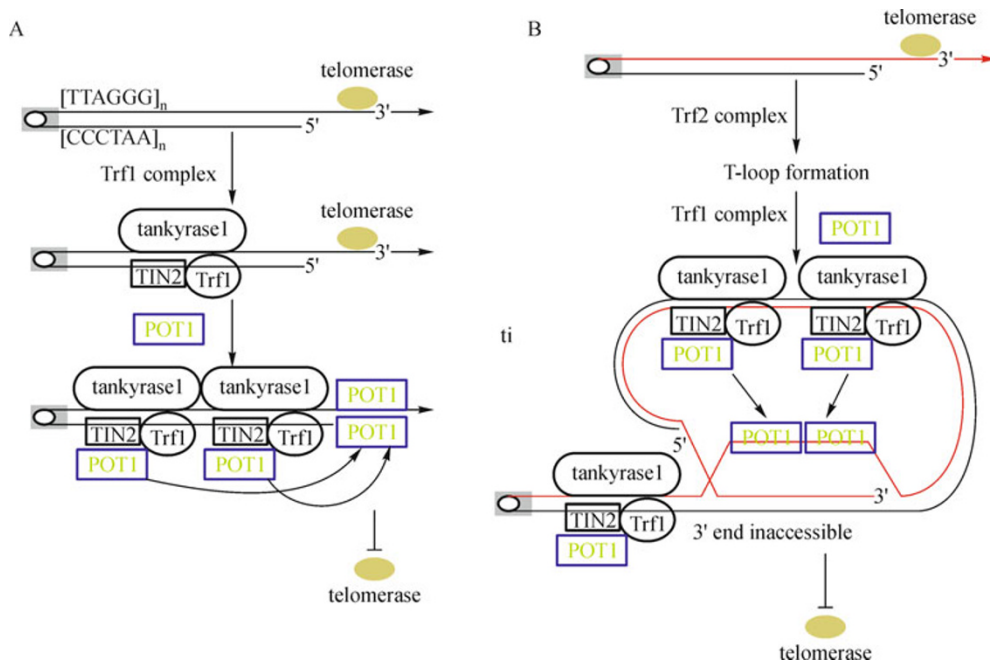 A
telomerase
[TTAGGG]n
3'
[CCCTAA]n
5'
Trf1 complex
telomerase
tankyrase1
3'
5'
TIN2 Trf1
POT1
tankyrase1 tankyrase1 POT1
TIN2 Trf1 TIN2 Trf1 POT1
POT1 POT1
telomerase
B
telomerase
3'
5'
Trf2 complex
T-loop formation
Trf1 complex
POT1
tankyrase1 tankyrase1
TIN2 Trf1 TIN2 Trf1
ti
POT1 POT1
POT1 POT1
5'
tankyrase1
3'
TIN2 Trf1
3' end inaccessible
POT1
telomerase